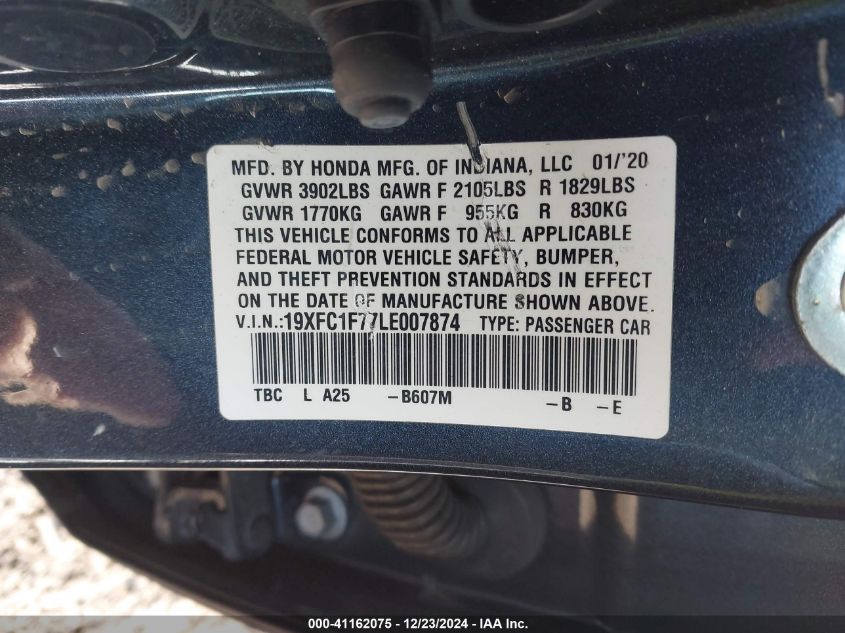 MFD. BY HONDA MFG. OF INDIANA, LLC 01/'20
GVWR 3902LBS GAWR F 2105LBS R 1829LBS
GVWR 1770KG GAWR F 955KG R 830KG
THIS VEHICLE CONFORMS TO ALL APPLICABLE
FEDERAL MOTOR VEHICLE SAFETY, BUMPER,
AND THEFT PREVENTION STANDARDS IN EFFECT
ON THE DATE OF MANUFACTURE SHOWN ABOVE.
V.I.N.:19XFC1F77LE007874 TYPE: PASSENGER CAR
TBC L A25 -B607M -B -E
000-41162075 - 12/23/2024 - IAA Inc.